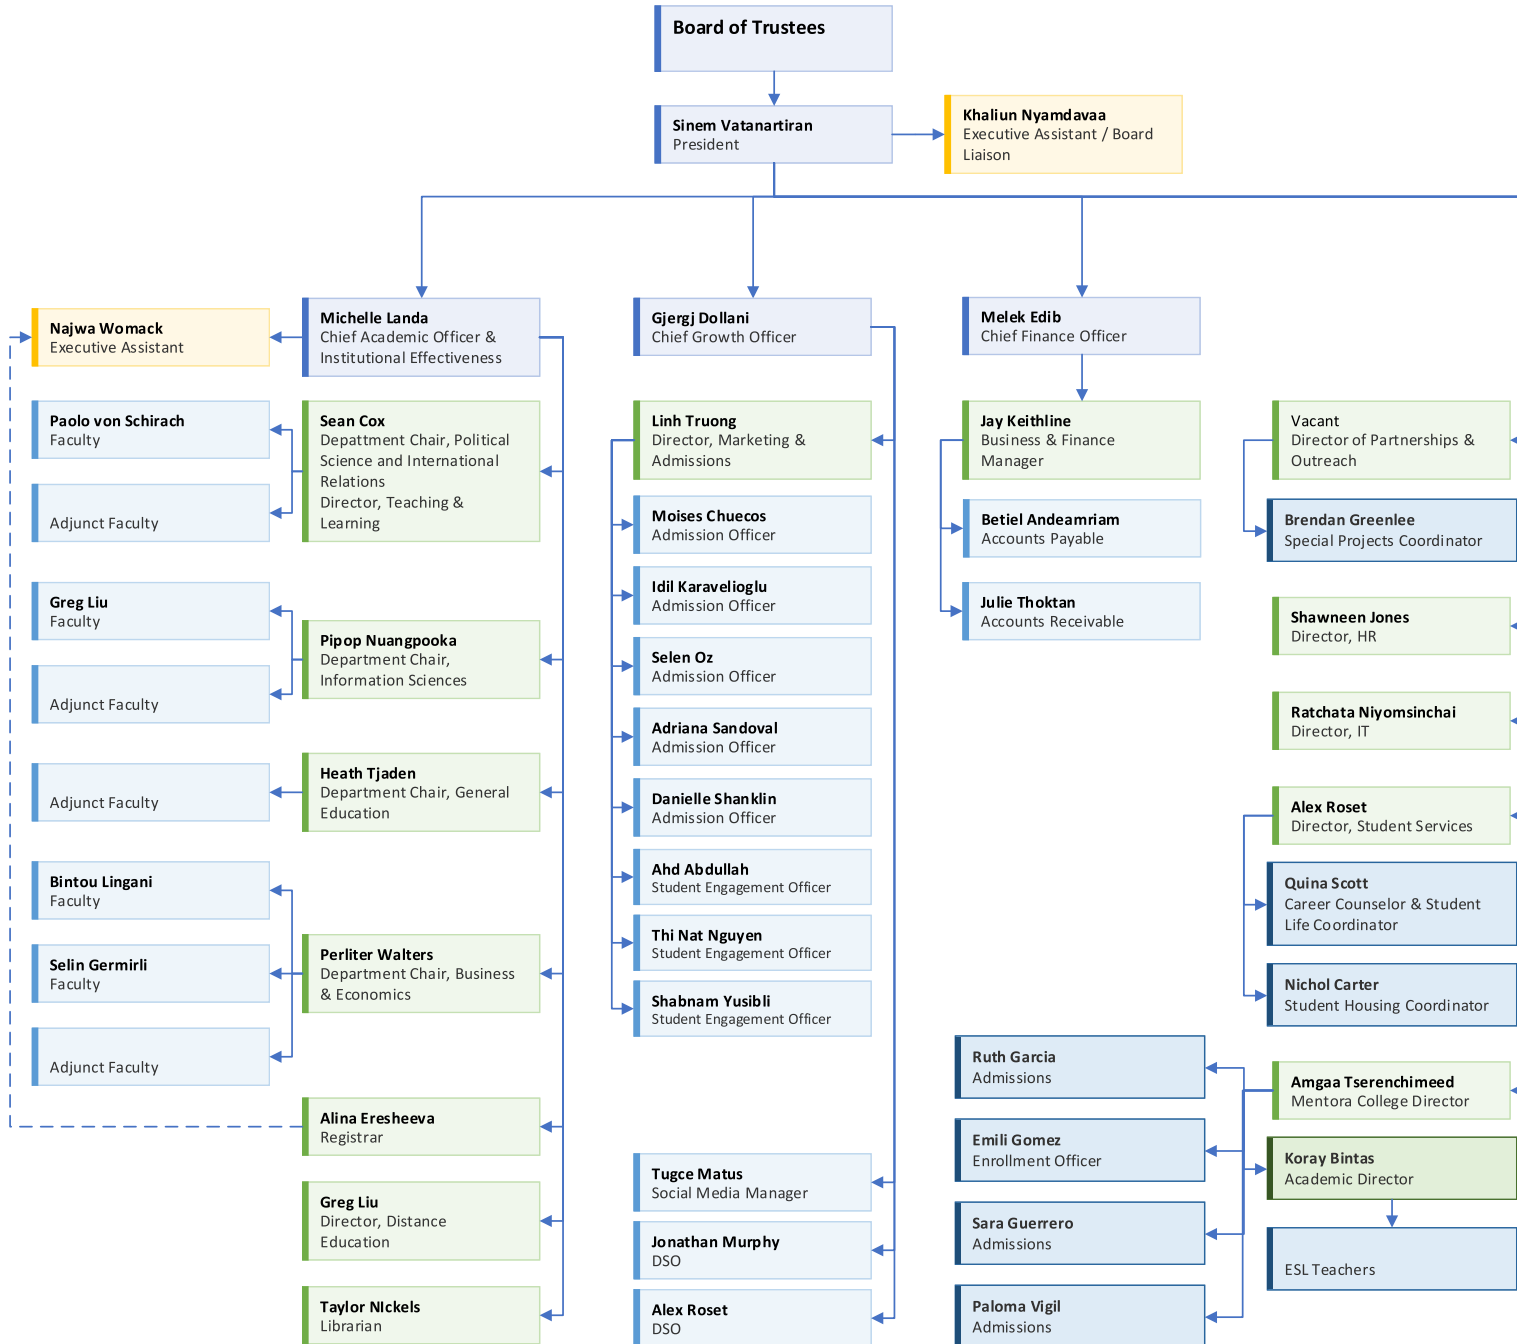 Board of Trustees
Sinem Vatanartiran
President
Khaliun Nyamdavaa
Executive Assistant / Board
Liaison
Najwa Womack
Executive Assistant
Michelle Landa
Chief Academic Officer &
Institutional Effectiveness
Gjergj Dollani
Chief Growth Officer
Melek Edib
Chief Finance Officer
Paolo von Schirach
Faculty
Adjunct Faculty
Sean Cox
Depattment Chair, Political
Science and International
Relations
Director, Teaching &
Learning
Greg Liu
Faculty
Adjunct Faculty
Pipop Nuangpooka
Department Chair,
Information Sciences
Adjunct Faculty
Heath Tjaden
Department Chair, General
Education
Bintou Lingani
Faculty
Selin Germirli
Faculty
Adjunct Faculty
Perliter Walters
Department Chair, Business
& Economics
Alina Eresheeva
Registrar
Greg Liu
Director, Distance
Education
Taylor NIckels
Librarian
Linh Truong
Director, Marketing &
Admissions
Moises Chuecos
Admission Officer
Idil Karavelioglu
Admission Officer
Selen Oz
Admission Officer
Adriana Sandoval
Admission Officer
Danielle Shanklin
Admission Officer
Ahd Abdullah
Student Engagement Officer
Thi Nat Nguyen
Student Engagement Officer
Shabnam Yusibli
Student Engagement Officer
Tugce Matus
Social Media Manager
Jonathan Murphy
DSO
Alex Roset
DSO
Jay Keithline
Business & Finance
Manager
Betiel Andeamriam
Accounts Payable
Julie Thoktan
Accounts Receivable
Vacant
Director of Partnerships &
Outreach
Brendan Greenlee
Special Projects Coordinator
Shawneen Jones
Director, HR
Ratchata Niyomsinchai
Director, IT
Alex Roset
Director, Student Services
Quina Scott
Career Counselor & Student
Life Coordinator
Nichol Carter
Student Housing Coordinator
Ruth Garcia
Admissions
Emili Gomez
Enrollment Officer
Sara Guerrero
Admissions
Paloma Vigil
Admissions
Amgaa Tserenchimeed
Mentora College Director
Koray Bintas
Academic Director
ESL Teachers